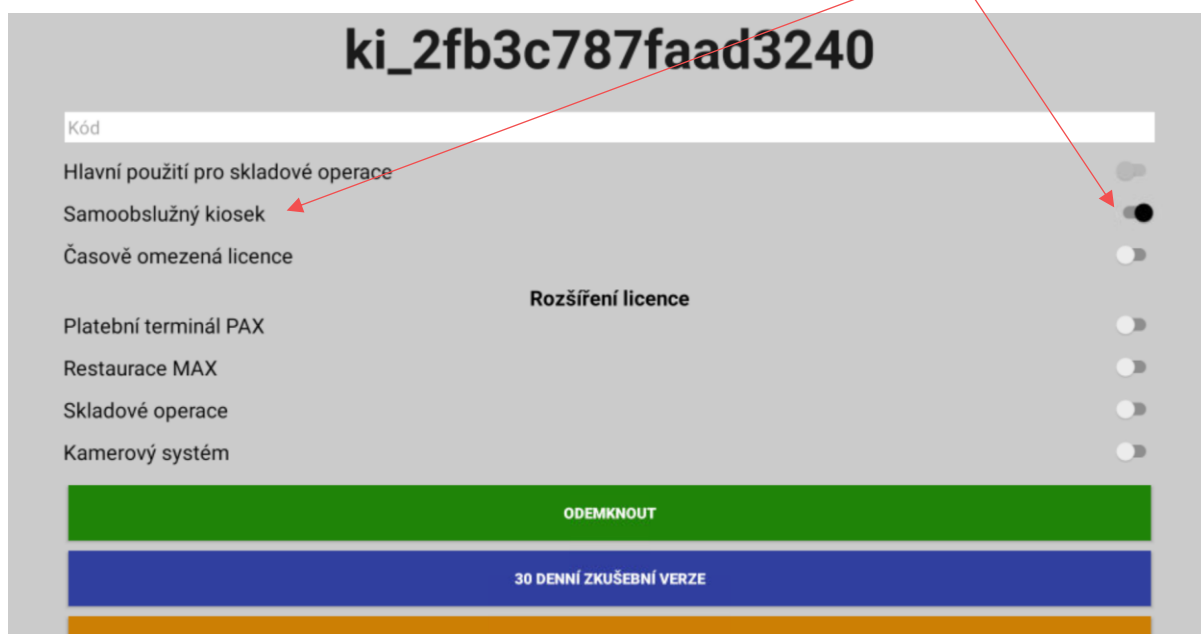 ki_2fb3c787faad3240
Kód
Hlavní použití pro skladové operace
Samoobslužný kiosek
Časově omezená licence
Rozšíření licence
Platební terminál PAX
Restaurace MAX
Skladové operace
Kamerový systém
ODEMKNOUT
30 DENNÍ ZKUŠEBNÍ VERZE